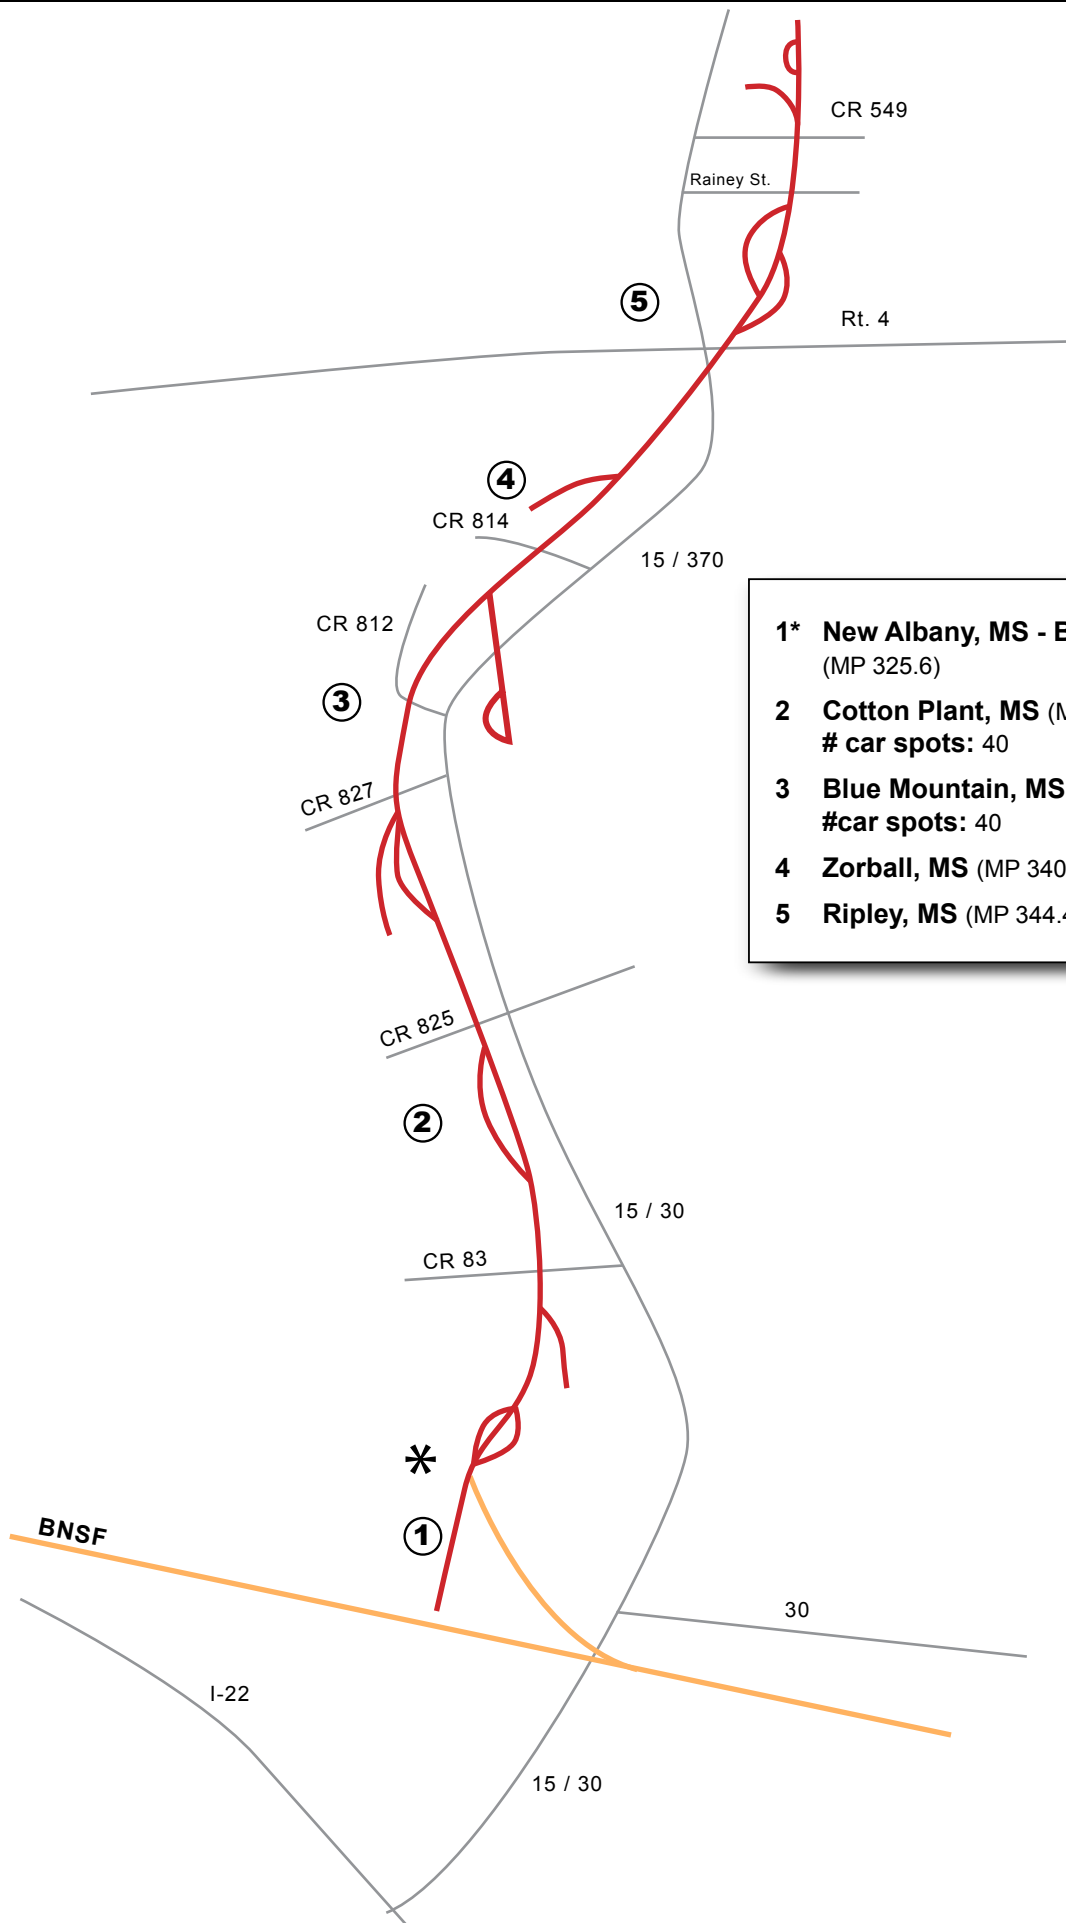 CR 549
Rainey St.
5
Rt. 4
4
CR 814
15 / 370
CR 812
3
1* New Albany, MS -
(MP 325.6)
2 Cotton Plant, MS
# car spots: 40
3 Blue Mountain, MS
#car spots: 40
4 Zorball, MS (MP 340
5 Ripley, MS (MP 344.
CR 827
CR 825
2
15 / 30
CR 83
*
1
BNSF
30
I-22
15 / 30